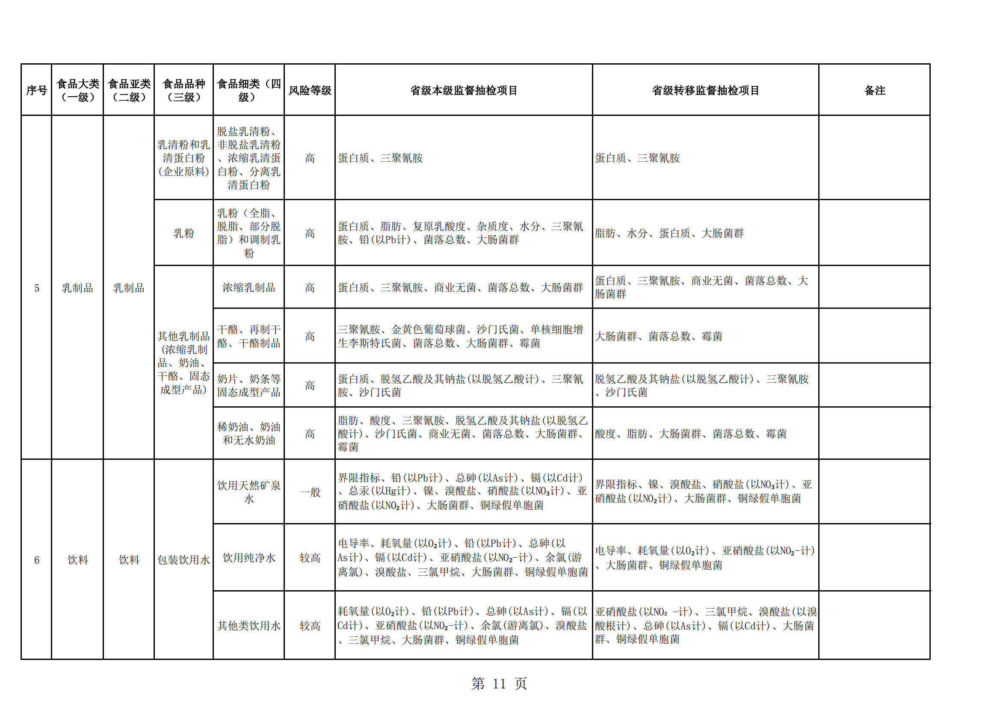 序号
食品大类
（一级）
食品亚类
（二级）
食品品种
（三级）
食品细类（四
级）
风险等级
省级本级监督抽检项目
省级转移监督抽检项目
备注
5
乳制品
乳制品
乳清粉和乳
清蛋白粉
(企业原料)
脱盐乳清粉、
非脱盐乳清粉
、浓缩乳清蛋
白粉、分离乳
清蛋白粉
高
蛋白质、三聚氰胺
蛋白质、三聚氰胺
乳粉
乳粉（全脂、
脱脂、部分脱
脂）和调制乳
粉
高
蛋白质、脂肪、复原乳酸度、杂质度、水分、三聚氰
胺、铅(以Pb计)、菌落总数、大肠菌群
脂肪、水分、蛋白质、大肠菌群
其他乳制品
(浓缩乳制
品、奶油、
干酪、固态
成型产品)
浓缩乳制品
高
蛋白质、三聚氰胺、商业无菌、菌落总数、大肠菌群
蛋白质、三聚氰胺、商业无菌、菌落总数、大
肠菌群
干酪、再制干
酪、干酪制品
高
三聚氰胺、金黄色葡萄球菌、沙门氏菌、单核细胞增
生李斯特氏菌、菌落总数、大肠菌群、霉菌
大肠菌群、菌落总数、霉菌
奶片、奶条等
固态成型产品
高
蛋白质、脱氢乙酸及其钠盐(以脱氢乙酸计)、三聚氰
胺、沙门氏菌
脱氢乙酸及其钠盐(以脱氢乙酸计)、三聚氰胺
、沙门氏菌
稀奶油、奶油
和无水奶油
高
脂肪、酸度、三聚氰胺、脱氢乙酸及其钠盐(以脱氢乙
酸计)、沙门氏菌、商业无菌、菌落总数、大肠菌群、
霉菌
酸度、脂肪、大肠菌群、菌落总数、霉菌
6
饮料
饮料
包装饮用水
饮用天然矿泉
水
一般
界限指标、铅(以Pb计)、总砷(以As计)、镉(以Cd计)
、总汞(以Hg计)、镍、溴酸盐、硝酸盐(以NO₃计)、亚
硝酸盐(以NO₂计)、大肠菌群、铜绿假单胞菌
界限指标、镍、溴酸盐、硝酸盐(以NO₃计)、亚
硝酸盐(以NO₂计)、大肠菌群、铜绿假单胞菌
饮用纯净水
较高
电导率、耗氧量(以O₂计)、铅(以Pb计)、总砷(以
As计)、镉(以Cd计)、亚硝酸盐(以NO₂-计)、余氯(游
离氯)、溴酸盐、三氯甲烷、大肠菌群、铜绿假单胞菌
电导率、耗氧量(以O₂计)、亚硝酸盐(以NO₂-计)
、大肠菌群、铜绿假单胞菌
其他类饮用水
较高
耗氧量(以O₂计)、铅(以Pb计)、总砷(以As计)、镉(以
Cd计)、亚硝酸盐(以NO₂-计)、余氯(游离氯)、溴酸盐
、三氯甲烷、大肠菌群、铜绿假单胞菌
亚硝酸盐(以NO₂ -计)、三氯甲烷、溴酸盐(以溴
酸根计)、总砷(以As计)、镉(以Cd计)、大肠菌
群、铜绿假单胞菌
第 11 页